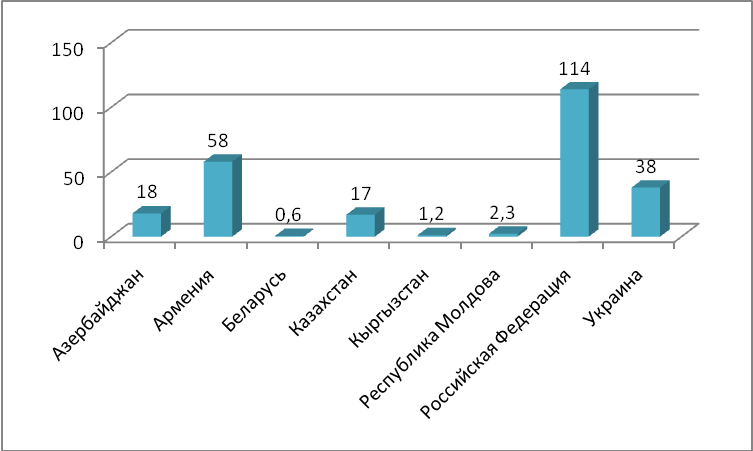 150
100
50
0
18
58
0,6
17
1,2
2,3
114
38
Азербайджан
Армения
Беларусь
Казахстан
Кыргызстан
Республика Молдова
Российская Федерация
Украина